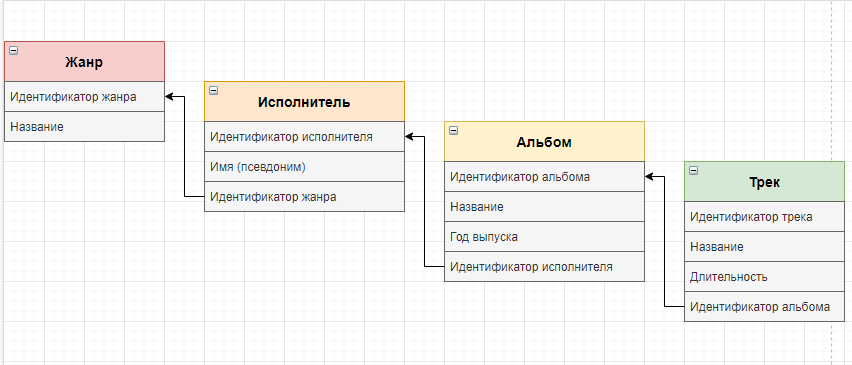 Жанр
Идентификатор жанра
Название
Исполнитель
Идентификатор исполнителя
Имя (псевдоним)
Идентификатор жанра
Альбом
Идентификатор альбома
Название
Год выпуска
Идентификатор исполнителя
Трек
Идентификатор трека
Название
Длительность
Идентификатор альбома